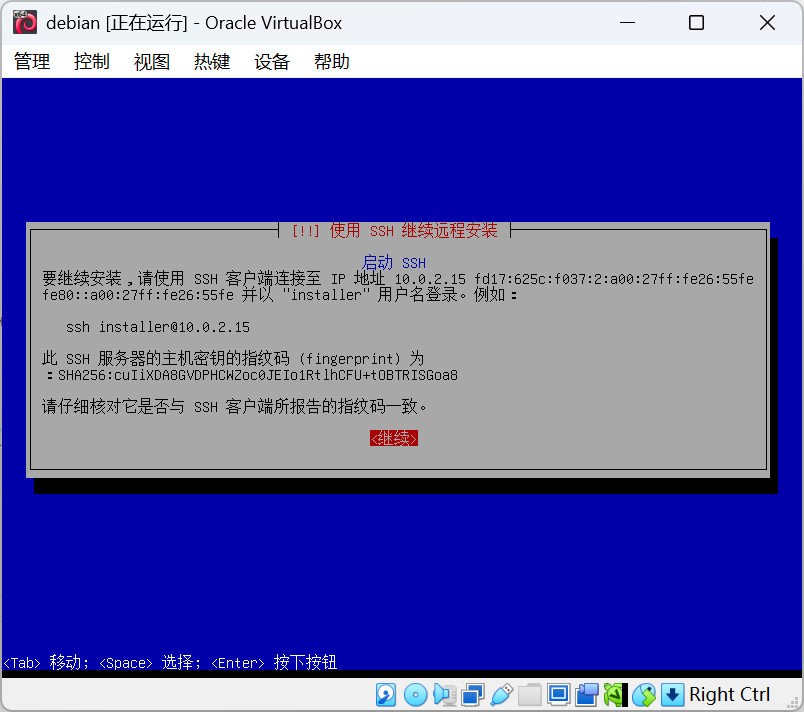 debian [正在运行] - Oracle VirtualBox
管理 控制 视图 热键 设备 帮助
[!!] 使用 SSH 继续远程安装
启动 SSH
要继续安装，请使用 SSH 客户端连接至 IP 地址 10.0.2.15 fd17:625c:f037:2:a00:27ff:fe26:55fe
fe80::a00:27ff:fe26:55fe 并以 "installer" 用户名登录。例如：
ssh installer@10.0.2.15
此 SSH 服务器的主机密钥的指纹码 (fingerprint) 为
：SHA256:cuIiXDA8GVDPHCWZoc0JEIo1RtlhCFU+tOBTRISGoa8
请仔细核对它是否与 SSH 客户端所报告的指纹码一致。
<继续>
<Tab> 移动; <Space> 选择; <Enter> 按下按钮
Right Ctrl